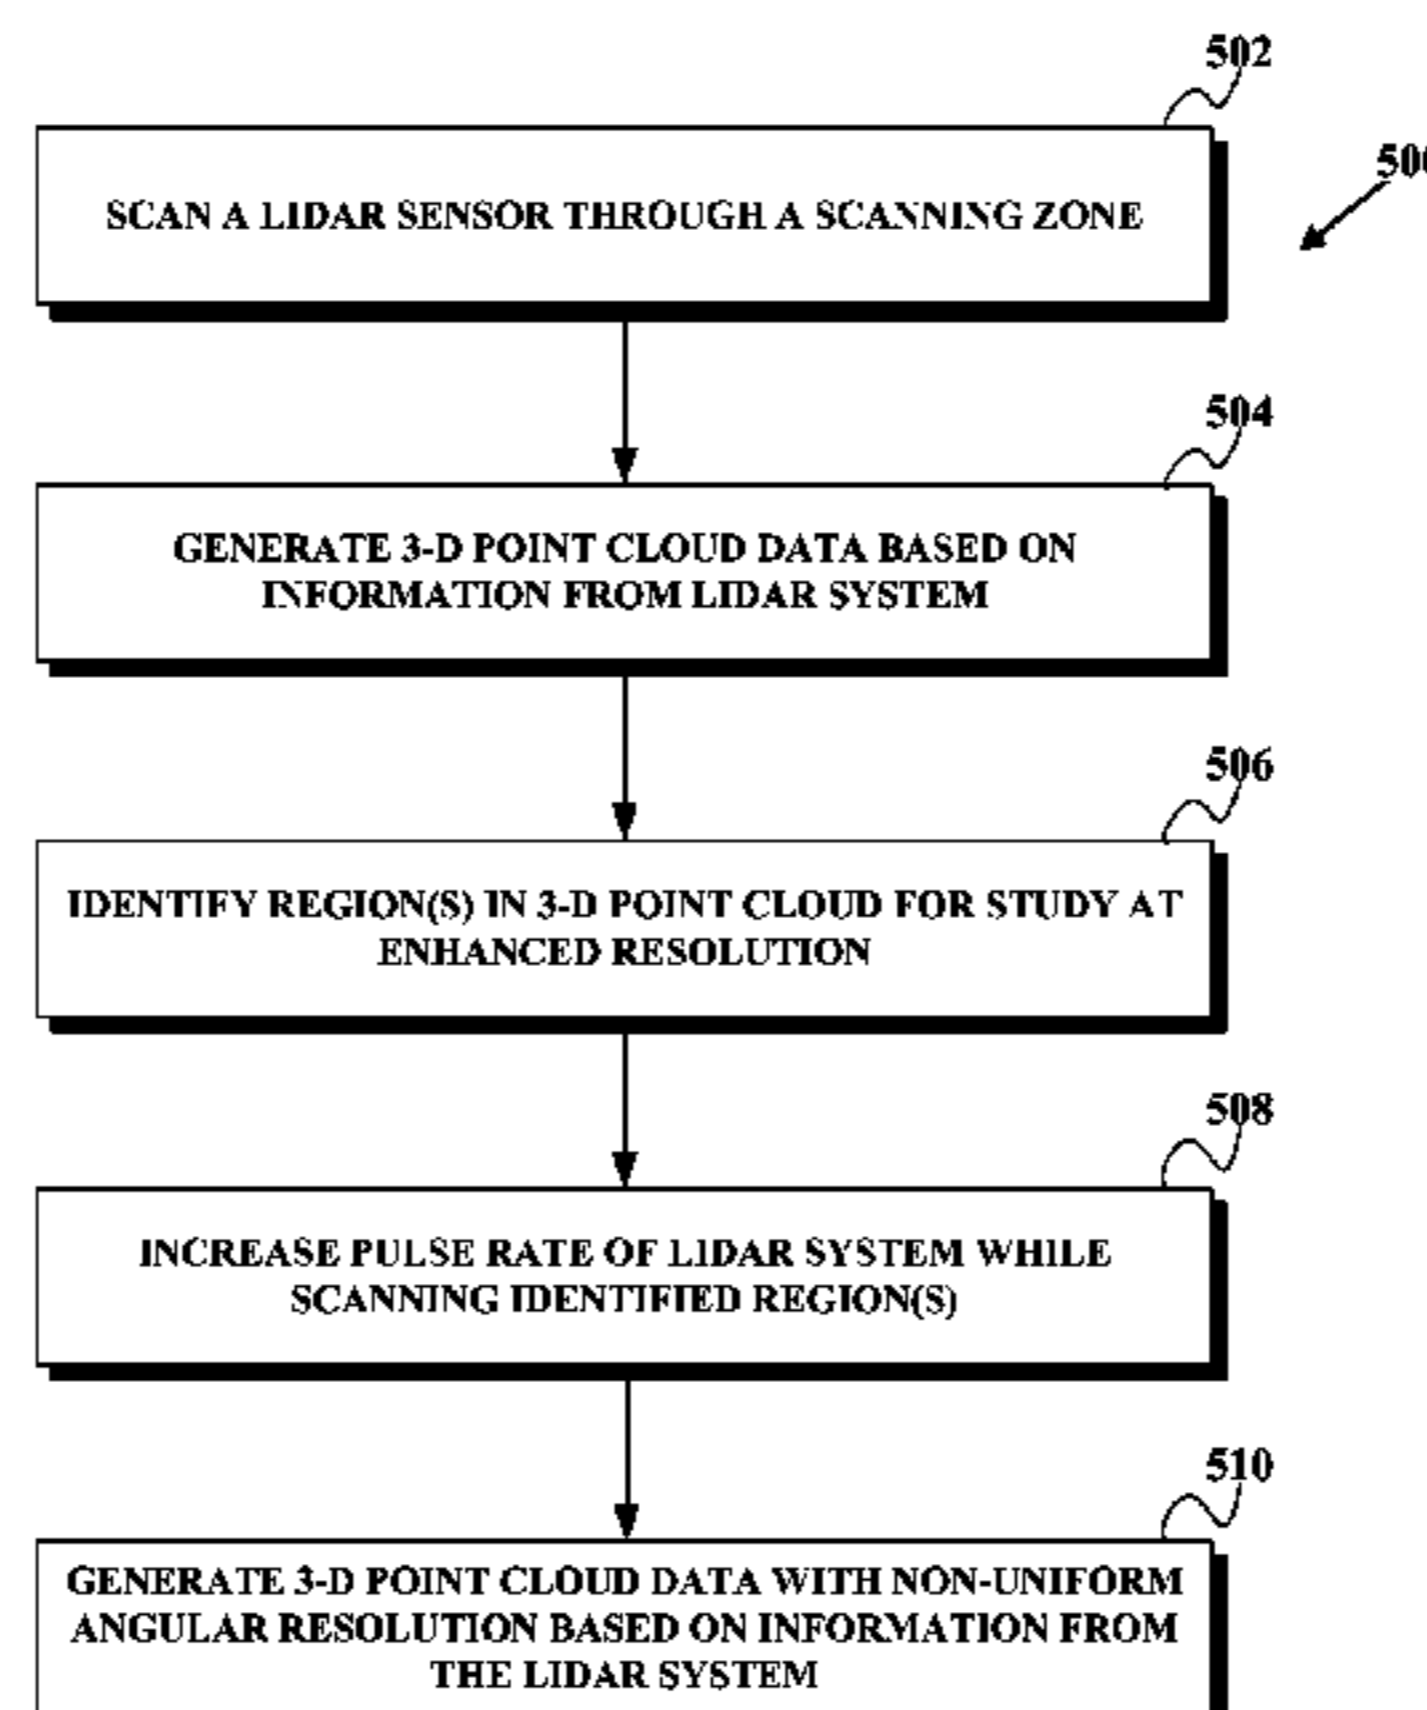 502
SCAN A LIDAR SENSOR THROUGH A SCANNING ZONE
504
GENERATE 3-D POINT CLOUD DATA BASED ON
INFORMATION FROM LIDAR SYSTEM
506
IDENTIFY REGION(S) IN 3-D POINT CLOUD FOR STUDY AT
ENHANCED RESOLUTION
508
INCREASE PULSE RATE OF LIDAR SYSTEM WHILE
SCANNING IDENTIFIED REGION(S)
510
GENERATE 3-D POINT CLOUD DATA WITH NON-UNIFORM
ANGULAR RESOLUTION BASED ON INFORMATION FROM
THE LIDAR SYSTEM